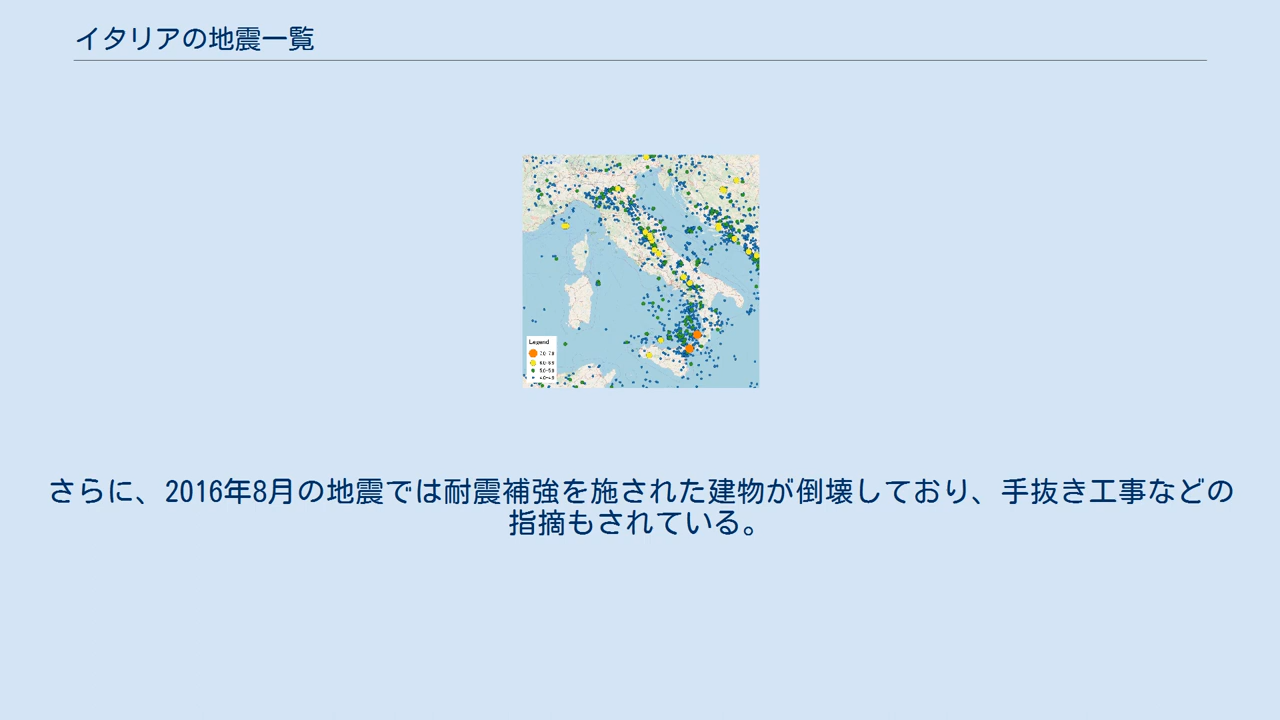 イタリアの地震一覧
Legend
さらに、2016年8月の地震では耐震補強を施された建物が倒壊しており、手抜き工事などの
指摘もされている。